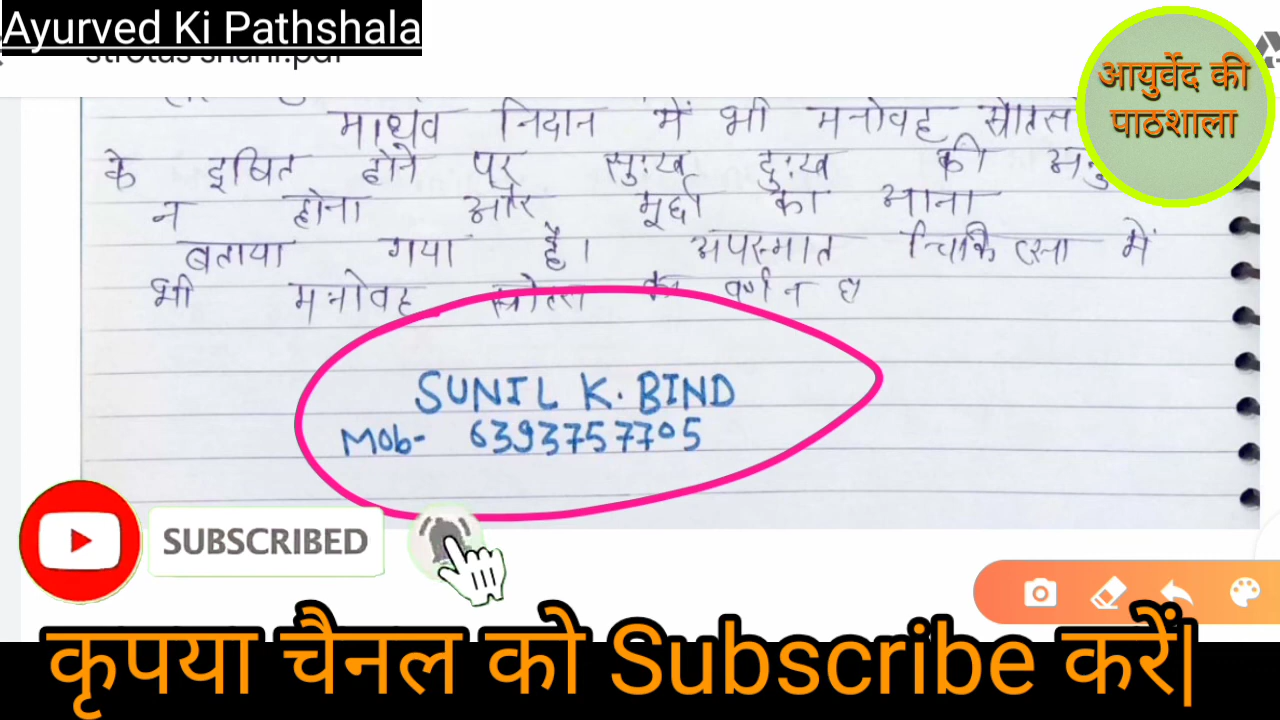 Ayurved Ki Pathshala
आयुर्वेद की
पाठशाला
माधव निदान में भी मनोवह स्रोतस
के दूषित होने पर सुःख दुःख की
न होना और मूर्छा का आना
बताया गया है। अपस्मात चिकित्सा में
भी मनोवह स्त्रोतस का वर्णन है
SUNIL K. BIND
Mob- 6393757705
SUBSCRIBED
कृपया चैनल को Subscribe करें|